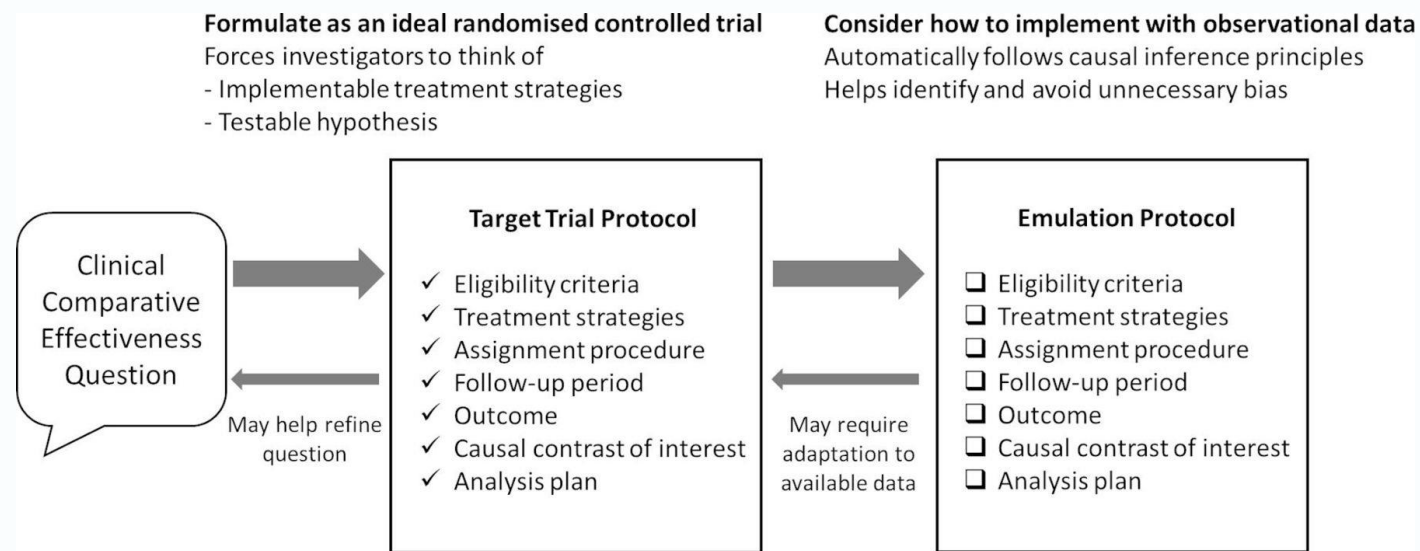 Formulate as an ideal randomised controlled trial
Forces investigators to think of
- Implementable treatment strategies
- Testable hypothesis
Consider how to implement with observational data
Automatically follows causal inference principles
Helps identify and avoid unnecessary bias
Clinical
Comparative
Effectiveness
Question
May help refine
question
Target Trial Protocol
✓ Eligibility criteria
✓ Treatment strategies
✓ Assignment procedure
✓ Follow-up period
✓ Outcome
✓ Causal contrast of interest
✓ Analysis plan
May require
adaptation to
available data
Emulation Protocol
❑ Eligibility criteria
❑ Treatment strategies
❑ Assignment procedure
❑ Follow-up period
❑ Outcome
❑ Causal contrast of interest
❑ Analysis plan